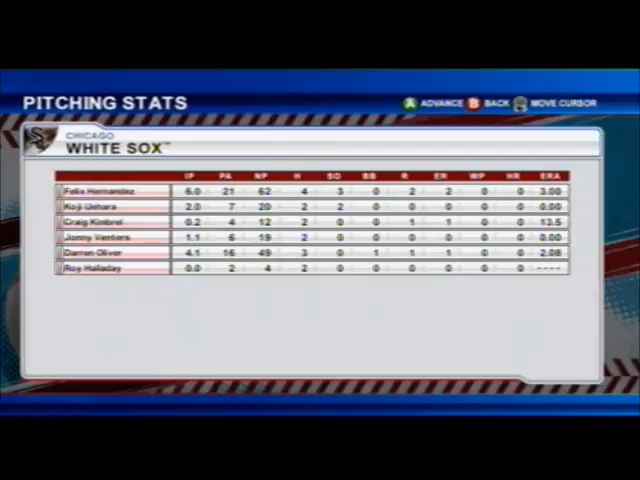 PITCHING STATS
A ADVANCE B BACK MOVE CURSOR
CHICAGO
WHITE SOX™
IP PA NP H SO BB R ER WP HR ERA
Felix Hernandez 6.0 21 62 4 3 0 2 2 0 0 3.00
Koji Uehara 2.0 7 20 2 2 0 0 0 0 0 0.00
Craig Kimbrel 0.2 4 12 2 0 0 1 1 0 0 13.5
Jonny Venters 1.1 6 19 2 0 0 0 0 0 0 0.00
Darren Oliver 4.1 16 49 3 0 1 1 1 0 0 2.08
Roy Halladay 0.0 2 4 2 0 0 0 0 0 0 ----